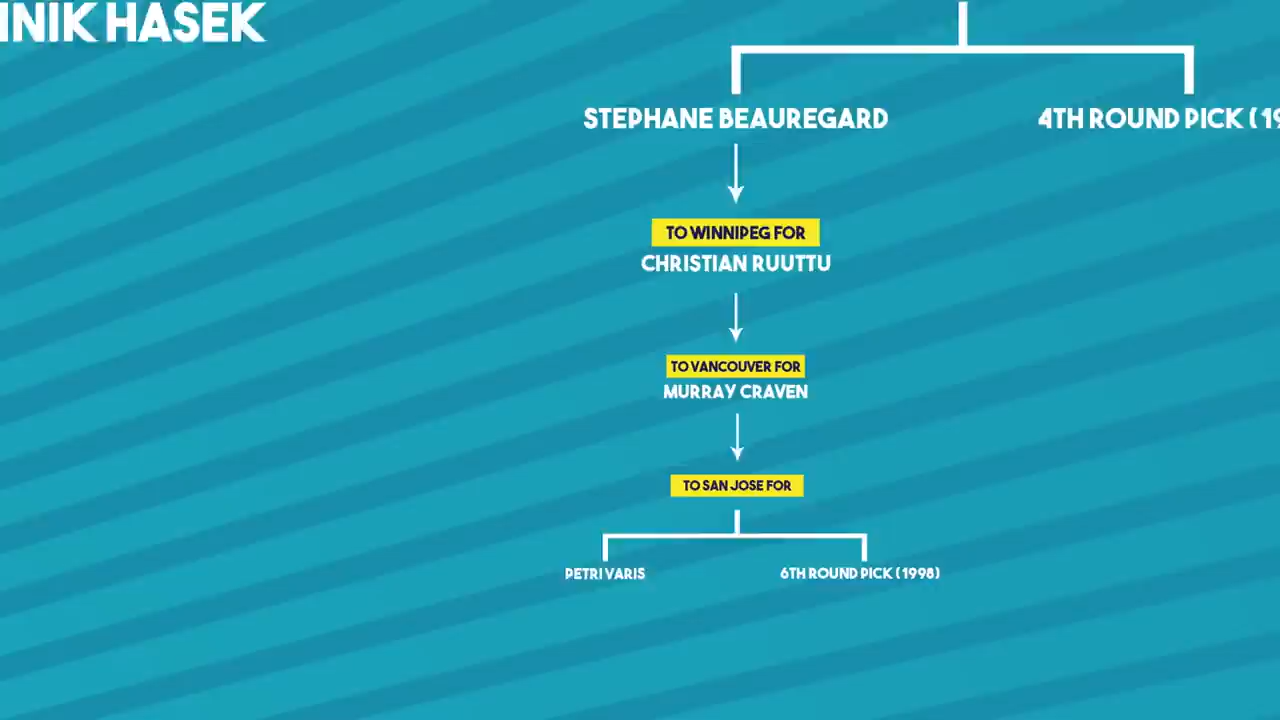 INIK HASEK
STEPHANE BEAUREGARD
4TH ROUND PICK (19
TO WINNIPEG FOR
CHRISTIAN RUUTTU
TO VANCOUVER FOR
MURRAY CRAVEN
TO SAN JOSE FOR
PETRI VARIS
6TH ROUND PICK (1998)